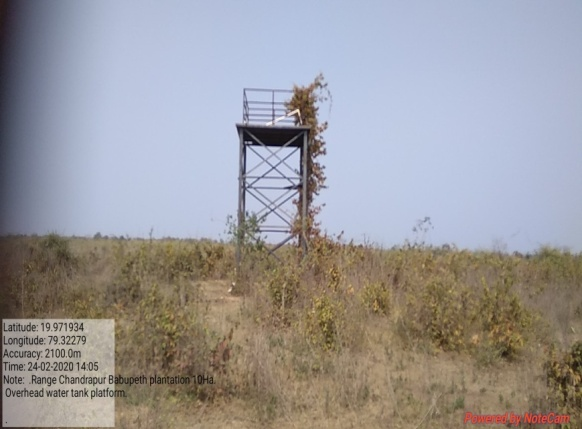 Latitude: 19.971934
Longitude: 79.32279
Accuracy: 2100.0m
Time: 24-02-2020 14:05
Note: .Range Chandrapur Babupeth plantation 10Ha.
Overhead water tank platform.
.
Powered by NoteCam